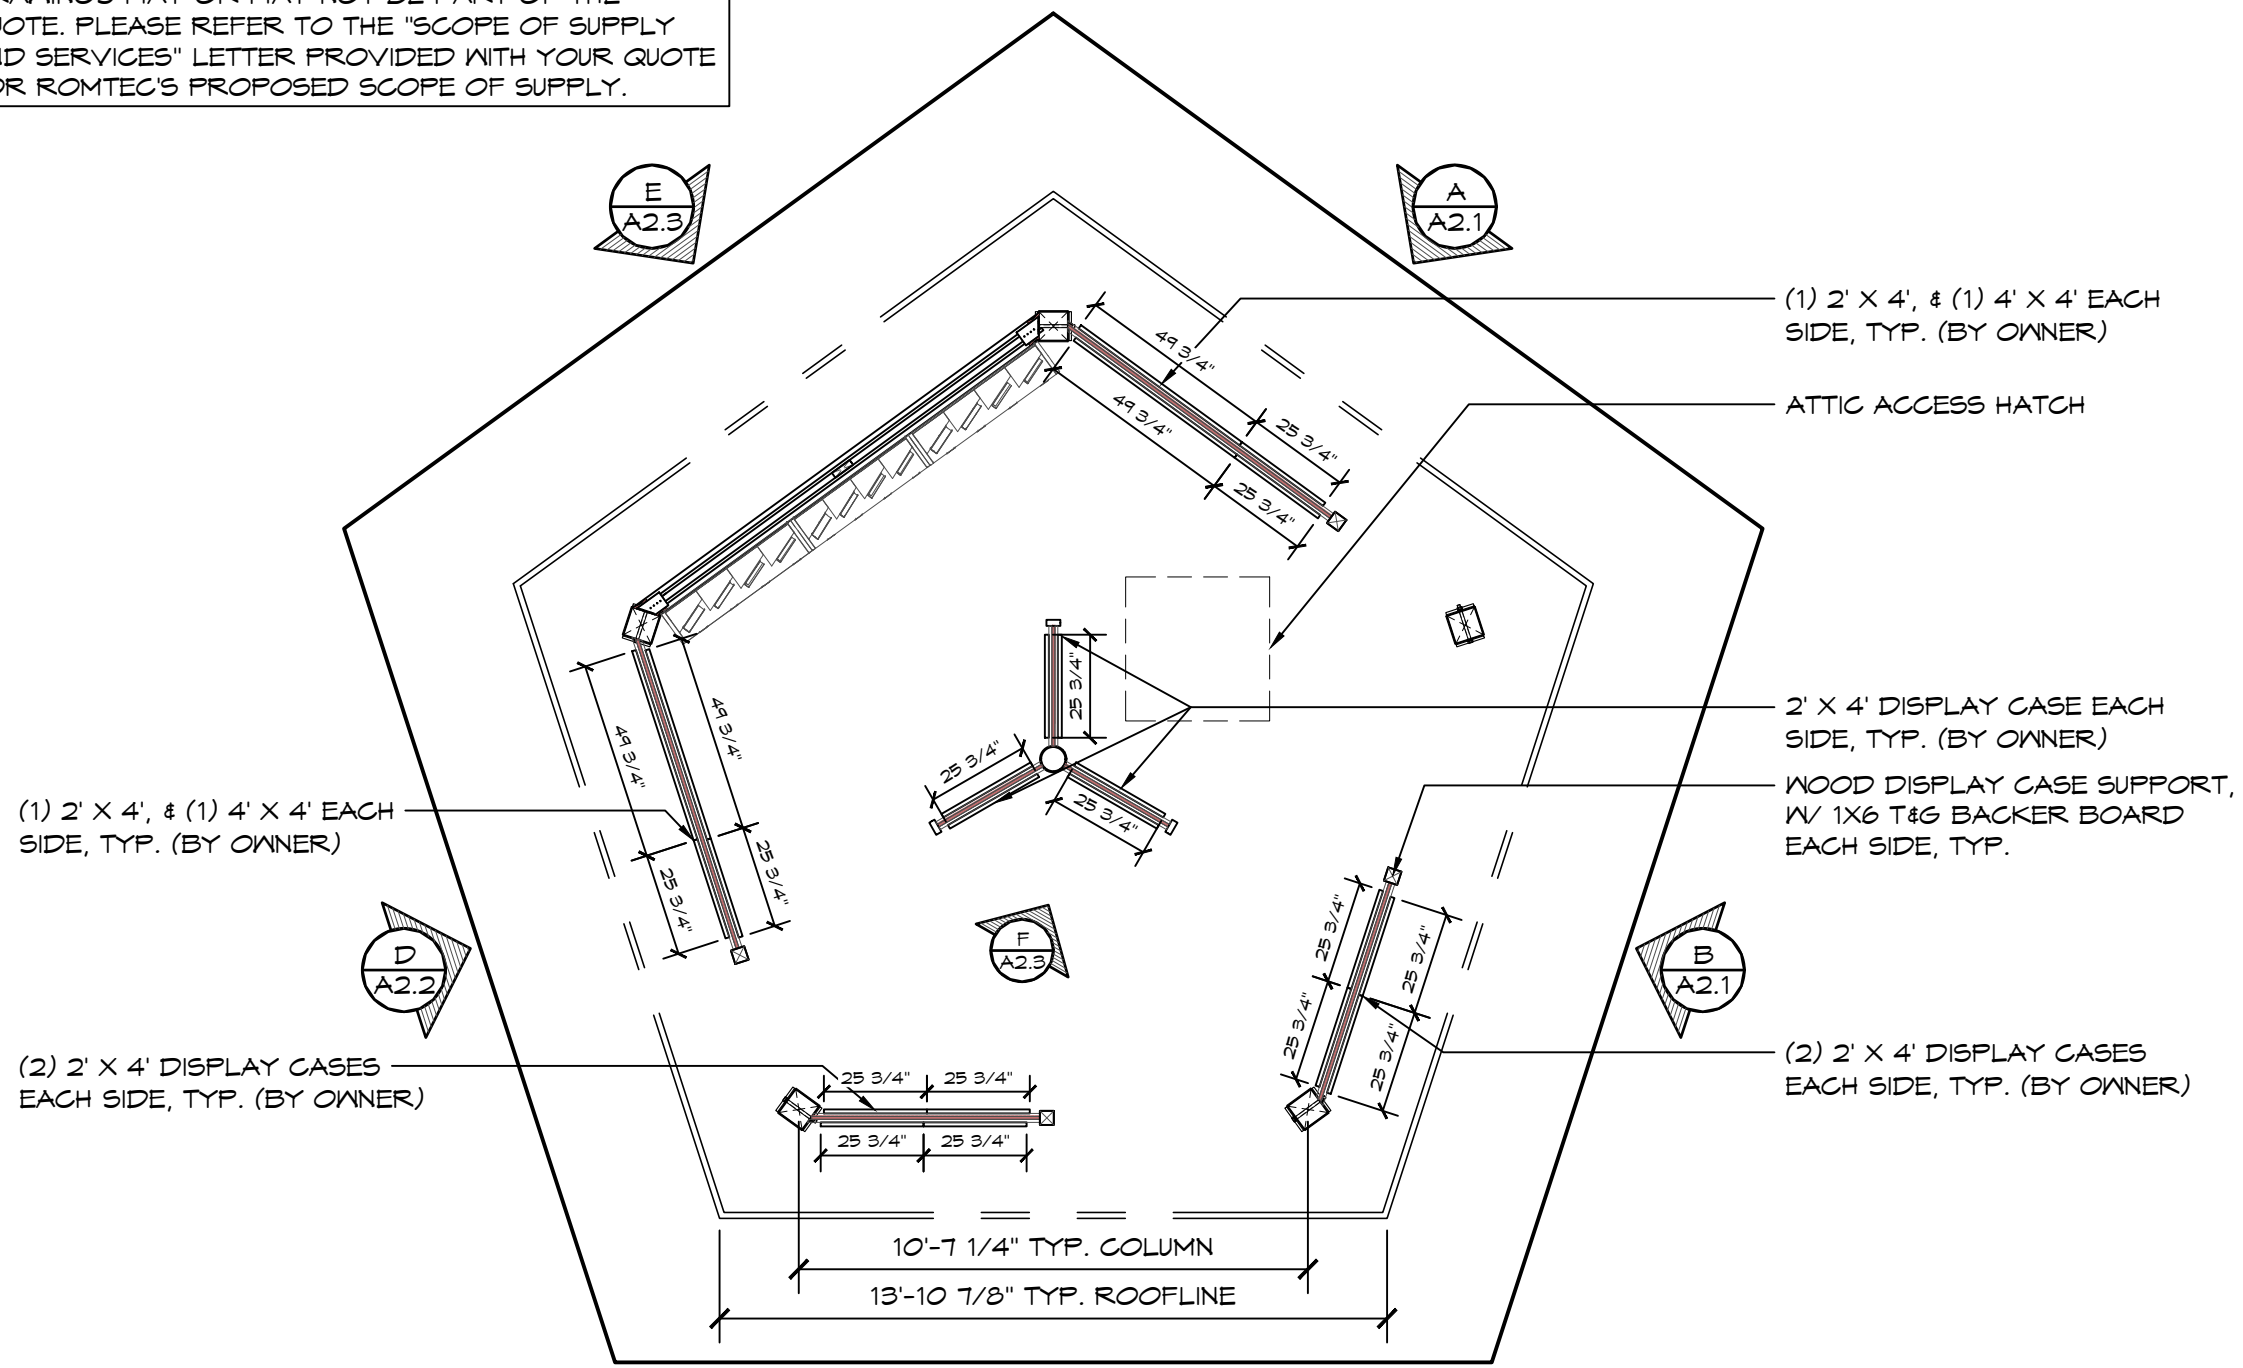 QUOTE. PLEASE REFER TO THE "SCOPE OF SUPPLY
AND SERVICES" LETTER PROVIDED WITH YOUR QUOTE
FOR ROMTEC'S PROPOSED SCOPE OF SUPPLY.
E
A2.3
A
A2.1
(1) 2' X 4', & (1) 4' X 4' EACH
SIDE, TYP. (BY OWNER)
49 3/4"
49 3/4"
25 3/4"
25 3/4"
ATTIC ACCESS HATCH
25 3/4"
25 3/4"
25 3/4"
2' X 4' DISPLAY CASE EACH
SIDE, TYP. (BY OWNER)
WOOD DISPLAY CASE SUPPORT,
W/ 1X6 T&G BACKER BOARD
EACH SIDE, TYP.
49 3/4"
49 3/4"
(1) 2' X 4', & (1) 4' X 4' EACH
SIDE, TYP. (BY OWNER)
25 3/4"
25 3/4"
D
A2.2
F
A2.3
25 3/4"
25 3/4"
25 3/4"
25 3/4"
B
A2.1
(2) 2' X 4' DISPLAY CASES
EACH SIDE, TYP. (BY OWNER)
(2) 2' X 4' DISPLAY CASES
EACH SIDE, TYP. (BY OWNER)
25 3/4" 25 3/4"
25 3/4" 25 3/4"
10'-7 1/4" TYP. COLUMN
13'-10 7/8" TYP. ROOFLINE